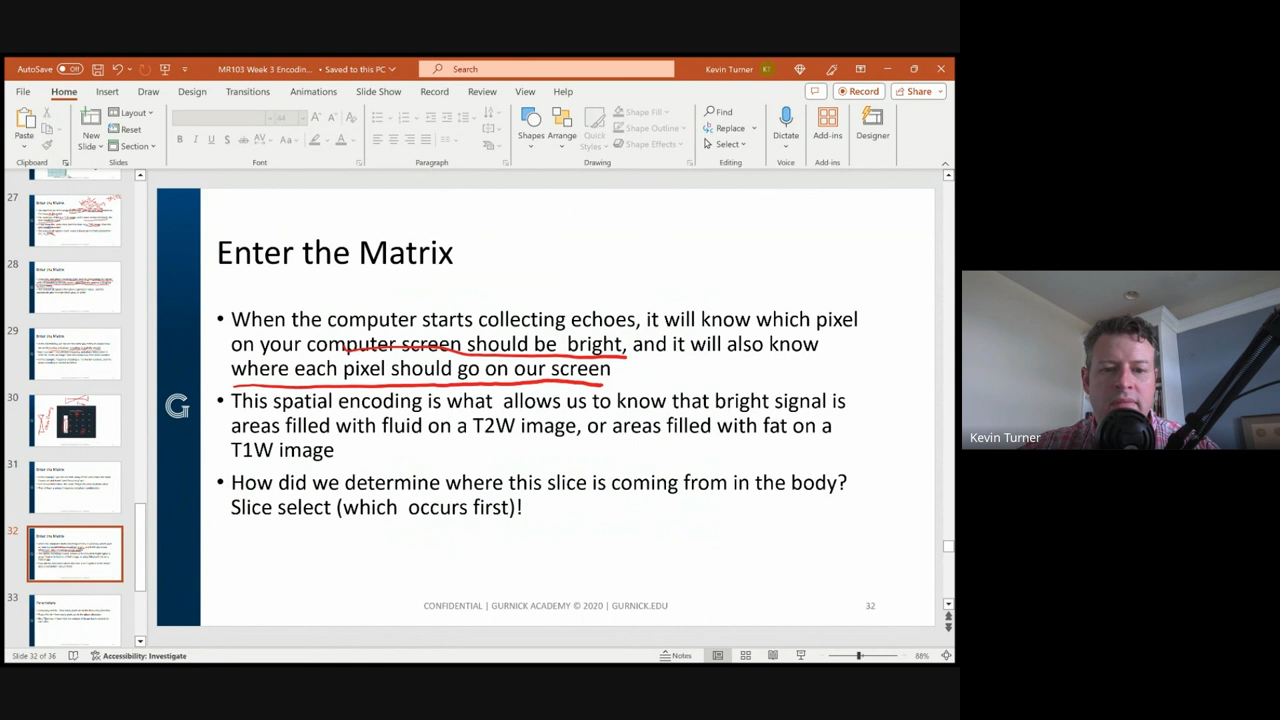 AutoSave Off MR103 Week 3 Encodin... • Saved to this PC Search Kevin Turner KT
File Home Insert Draw Design Transitions Animations Slide Show Record Review View Help Record Share
Paste
Clipboard
New
Slide
Layout
Reset
Section
Slides
44
B I U S ab AV Aa A
Font
Paragraph
Shapes
Arrange
Quick
Styles
Shape Fill
Shape Outline
Shape Effects
Drawing
Find
Replace
Select
Editing
Dictate
Voice
Add-ins
Add-ins
Designer
27
28
29
30
31
32
33
Enter the Matrix
• When the computer starts collecting echoes, it will know which pixel
on your computer screen should be bright, and it will also know
where each pixel should go on our screen
• This spatial encoding is what allows us to know that bright signal is
areas filled with fluid on a T2W image, or areas filled with fat on a
T1W image
• How did we determine where this slice is coming from in the body?
Slice select (which occurs first)!
G
CONFIDENTIAL | GURNICK ACADEMY © 2020 | GURNICK.EDU 32
Kevin Turner
Slide 32 of 36 Accessibility: Investigate Notes 88%